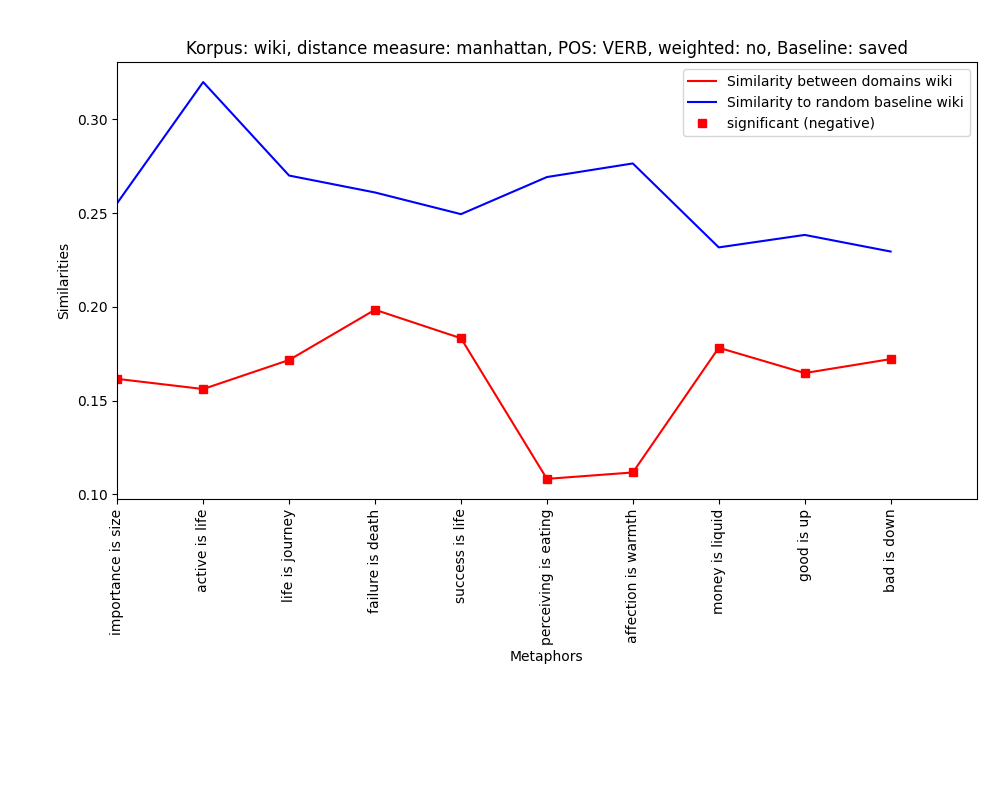 Korpus: wiki, distance measure: manhattan, POS: VERB, weighted: no, Baseline: saved
Similarity between domains wiki
Similarity to random baseline wiki
significant (negative)
Similarities
0.30
0.25
0.20
0.15
0.10
importance is size
active is life
life is journey
failure is death
success is life
perceiving is eating
affection is warmth
money is liquid
good is up
bad is down
Metaphors